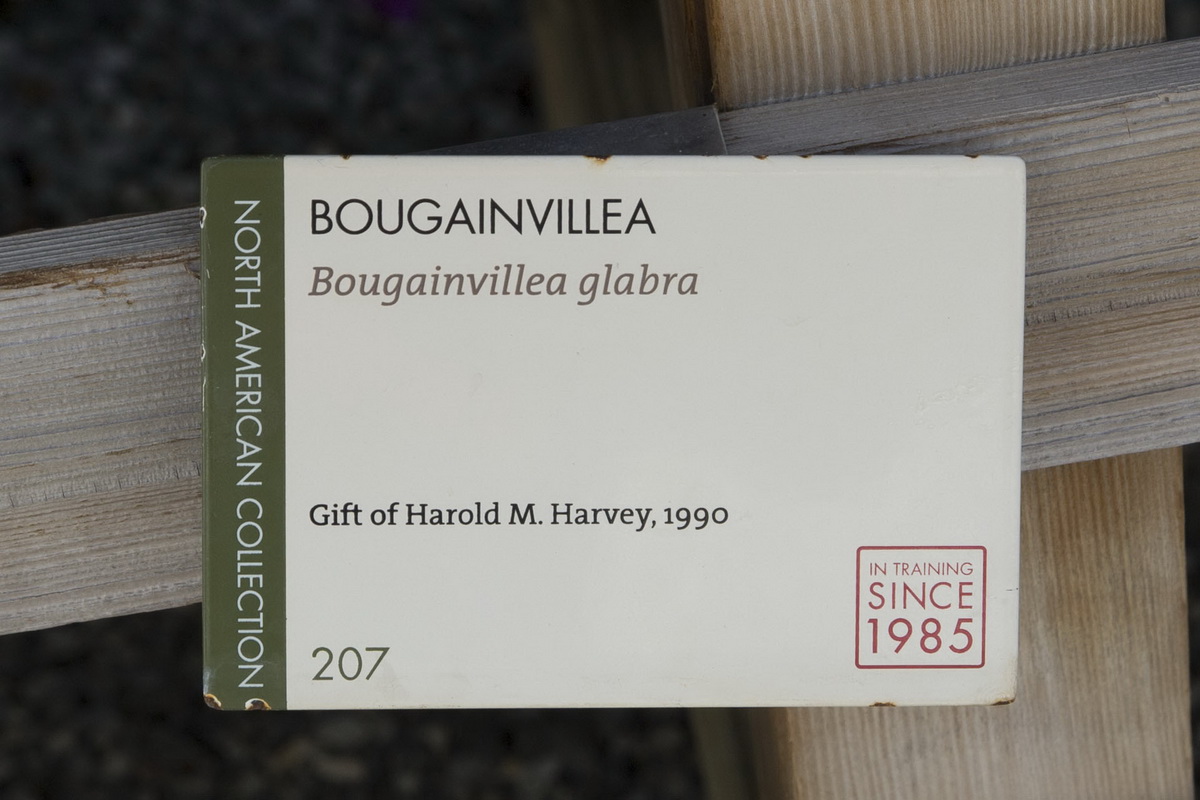 NORTH AMERICAN COLLECTION
BOUGAINVILLEA
Bougainvillea glabra
Gift of Harold M. Harvey, 1990
207
IN TRAINING
SINCE
1985